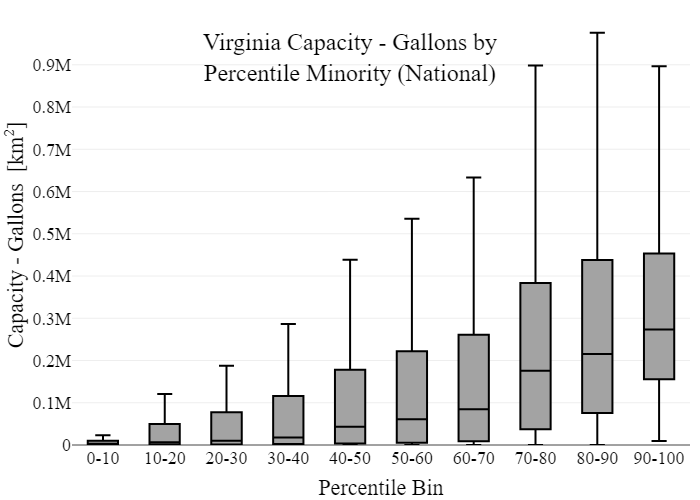 Virginia Capacity - Gallons by
Percentile Minority (National)
Capacity - Gallons [km²]
0.9M
0.8M
0.7M
0.6M
0.5M
0.4M
0.3M
0.2M
0.1M
0
0-10 10-20 20-30 30-40 40-50 50-60 60-70 70-80 80-90 90-100
Percentile Bin